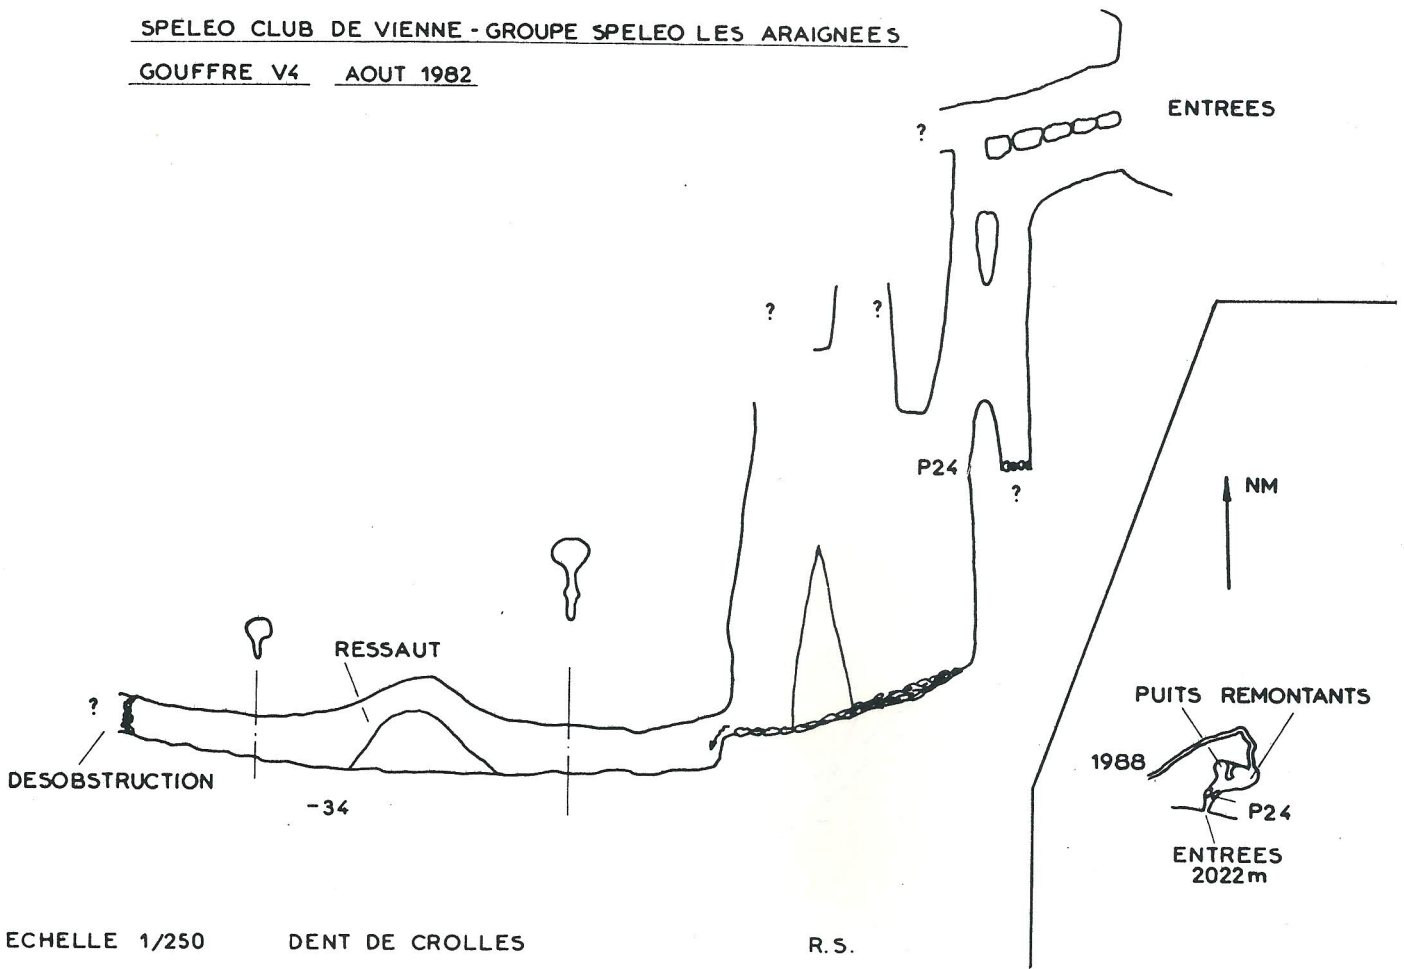 SPELEO CLUB DE VIENNE - GROUPE SPELEO LES ARAIGNEES
GOUFFRE V4 AOUT 1982
ENTREES
?
? ?
P24
?
NM
RESSAUT
?
DESOBSTRUCTION
-34
PUITS REMONTANTS
1988
P24
ENTREES
2022m
ECHELLE 1/250 DENT DE CROLLES R.S.